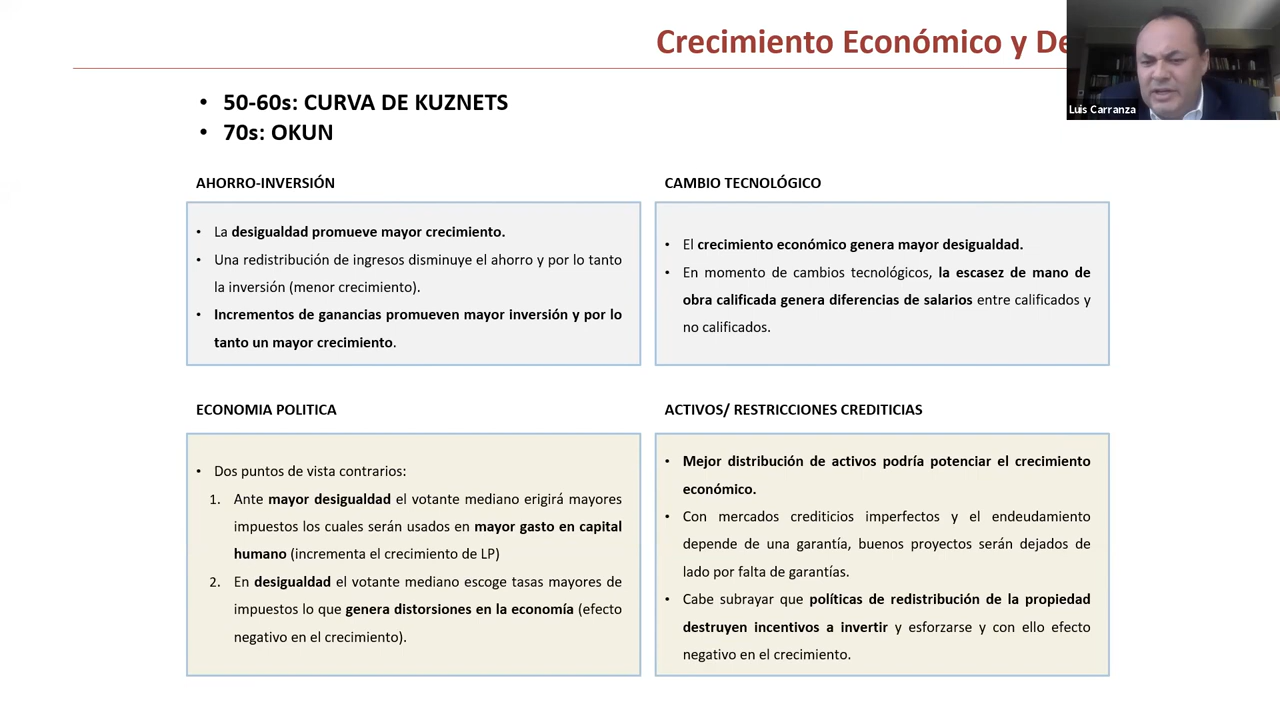 Crecimiento Económico y De
Luis Carranza
• 50-60s: CURVA DE KUZNETS
• 70s: OKUN
AHORRO-INVERSIÓN
• La desigualdad promueve mayor crecimiento.
• Una redistribución de ingresos disminuye el ahorro y por lo tanto
la inversión (menor crecimiento).
• Incrementos de ganancias promueven mayor inversión y por lo
tanto un mayor crecimiento.
CAMBIO TECNOLÓGICO
• El crecimiento económico genera mayor desigualdad.
• En momento de cambios tecnológicos, la escasez de mano de
obra calificada genera diferencias de salarios entre calificados y
no calificados.
ECONOMIA POLITICA
• Dos puntos de vista contrarios:
1. Ante mayor desigualdad el votante mediano erigirá mayores
impuestos los cuales serán usados en mayor gasto en capital
humano (incrementa el crecimiento de LP)
2. En desigualdad el votante mediano escoge tasas mayores de
impuestos lo que genera distorsiones en la economía (efecto
negativo en el crecimiento).
ACTIVOS/ RESTRICCIONES CREDITICIAS
• Mejor distribución de activos podría potenciar el crecimiento
económico.
• Con mercados crediticios imperfectos y el endeudamiento
depende de una garantía, buenos proyectos serán dejados de
lado por falta de garantías.
• Cabe subrayar que políticas de redistribución de la propiedad
destruyen incentivos a invertir y esforzarse y con ello efecto
negativo en el crecimiento.